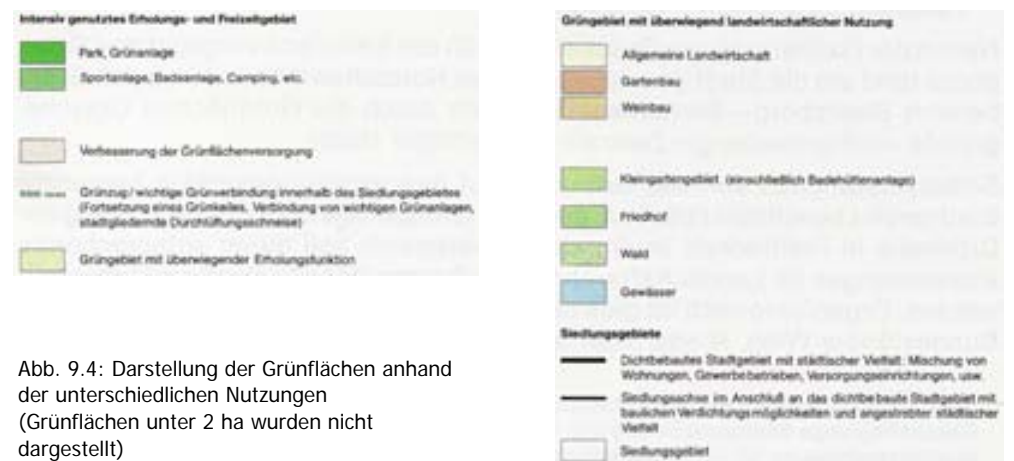 Intensiv genutztes Erholungs- und Freizeitgebiet
Park, Grünanlage
Sportanlage, Badeanlage, Camping, etc.
Verbesserung der Grünflächenversorgung
Grünzug/wichtige Grünverbindung innerhalb des Siedlungsgebietes
(Fortsetzung eines Grünkeiles, Verbindung von wichtigen Grünanlagen,
stadtgliedernde Durchlüftungsschneise)
Grüngebiet mit überwiegender Erholungsfunktion
Abb. 9.4: Darstellung der Grünflächen anhand
der unterschiedlichen Nutzungen
(Grünflächen unter 2 ha wurden nicht
dargestellt)
Grüngebiet mit überwiegend landwirtschaftlicher Nutzung
Allgemeine Landwirtschaft
Gartenbau
Weinbau
Kleingartengebiet (einschließlich Badehüttenanlage)
Friedhof
Wald
Gewässer
Siedlungsgebiete
Dichtbebautes Stadtgebiet mit städtischer Vielfalt: Mischung von
Wohnungen, Gewerbebetrieben, Versorgungseinrichtungen, usw.
Siedlungsachse im Anschluß an das dichtbebaute Stadtgebiet mit
baulichen Verdichtungsmöglichkeiten und angestrebter städtischer
Vielfalt
Siedlungsgebiet